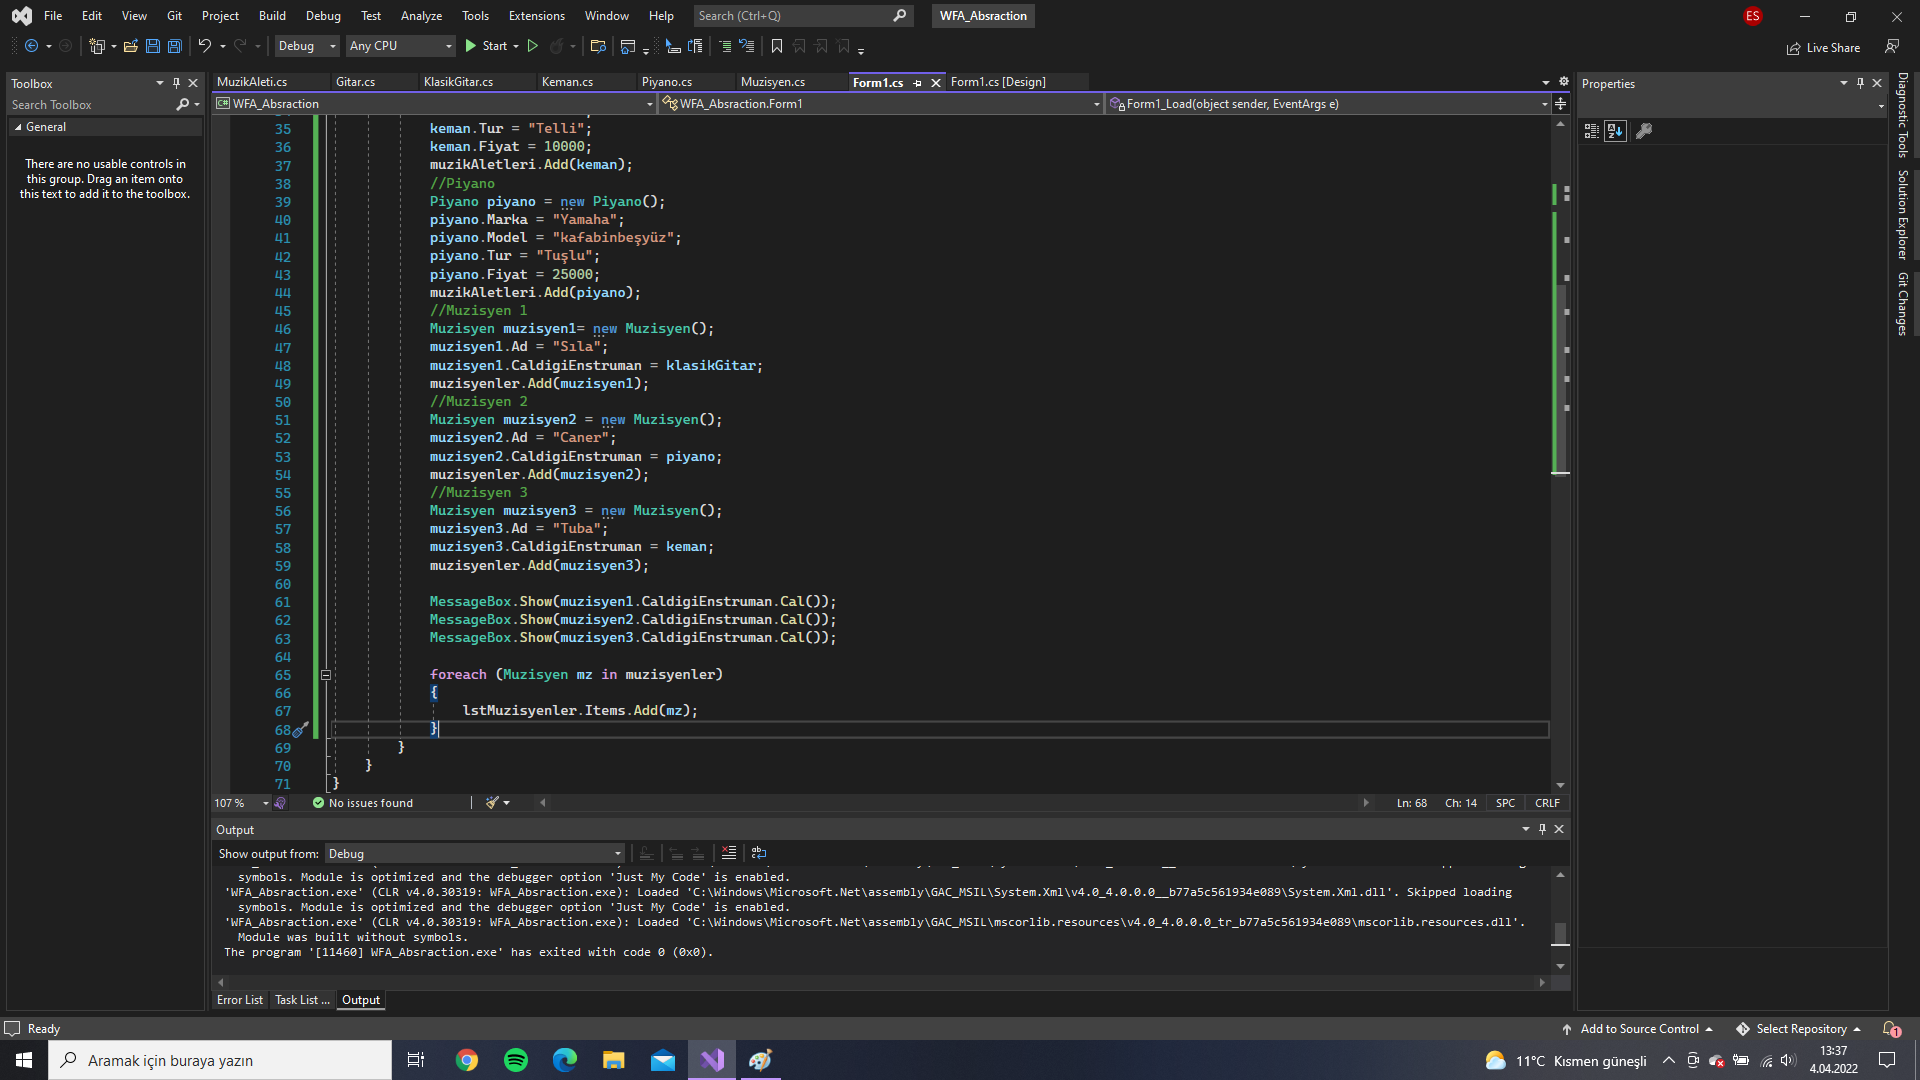 File Edit View Git Project Build Debug Test Analyze Tools Extensions Window Help Search (Ctrl+Q) WFA_Absraction ES
Debug Any CPU Start Live Share
Toolbox
Search Toolbox
General
There are no usable controls in
this group. Drag an item onto
this text to add it to the toolbox.
MuzikAleti.cs Gitar.cs KlasikGitar.cs Keman.cs Piyano.cs Muzisyen.cs Form1.cs Form1.cs [Design]
WFA_Absraction WFA_Absraction.Form1 Form1_Load(object sender, EventArgs e)
35 keman.Tur = "Telli";
36 keman.Fiyat = 10000;
37 muzikAletleri.Add(keman);
38 //Piyano
39 Piyano piyano = new Piyano();
40 piyano.Marka = "Yamaha";
41 piyano.Model = "kafabinbeşyüz";
42 piyano.Tur = "Tuşlu";
43 piyano.Fiyat = 25000;
44 muzikAletleri.Add(piyano);
45 //Muzisyen 1
46 Muzisyen muzisyen1= new Muzisyen();
47 muzisyen1.Ad = "Sıla";
48 muzisyen1.CaldigiEnstruman = klasikGitar;
49 muzisyenler.Add(muzisyen1);
50 //Muzisyen 2
51 Muzisyen muzisyen2 = new Muzisyen();
52 muzisyen2.Ad = "Caner";
53 muzisyen2.CaldigiEnstruman = piyano;
54 muzisyenler.Add(muzisyen2);
55 //Muzisyen 3
56 Muzisyen muzisyen3 = new Muzisyen();
57 muzisyen3.Ad = "Tuba";
58 muzisyen3.CaldigiEnstruman = keman;
59 muzisyenler.Add(muzisyen3);
60
61 MessageBox.Show(muzisyen1.CaldigiEnstruman.Cal());
62 MessageBox.Show(muzisyen2.CaldigiEnstruman.Cal());
63 MessageBox.Show(muzisyen3.CaldigiEnstruman.Cal());
64
65 foreach (Muzisyen mz in muzisyenler)
66 {
67 lstMuzisyenler.Items.Add(mz);
68 }
69 }
70 }
71 }
107 % No issues found Ln: 68 Ch: 14 SPC CRLF
Output
Show output from: Debug
symbols. Module is optimized and the debugger option 'Just My Code' is enabled.
'WFA_Absraction.exe' (CLR v4.0.30319: WFA_Absraction.exe): Loaded 'C:\Windows\Microsoft.Net\assembly\GAC_MSIL\System.Xml\v4.0_4.0.0.0__b77a5c561934e089\System.Xml.dll'. Skipped loading
symbols. Module is optimized and the debugger option 'Just My Code' is enabled.
'WFA_Absraction.exe' (CLR v4.0.30319: WFA_Absraction.exe): Loaded 'C:\Windows\Microsoft.Net\assembly\GAC_MSIL\mscorlib.resources\v4.0_4.0.0.0_tr_b77a5c561934e089\mscorlib.resources.dll'.
Module was built without symbols.
The program '[11460] WFA_Absraction.exe' has exited with code 0 (0x0).
Error List Task List ... Output
Properties
Diagnostic Tools
Solution Explorer
Git Changes
Ready Add to Source Control Select Repository 1
Aramak için buraya yazın 11°C Kısmen güneşli 13:37
4.04.2022